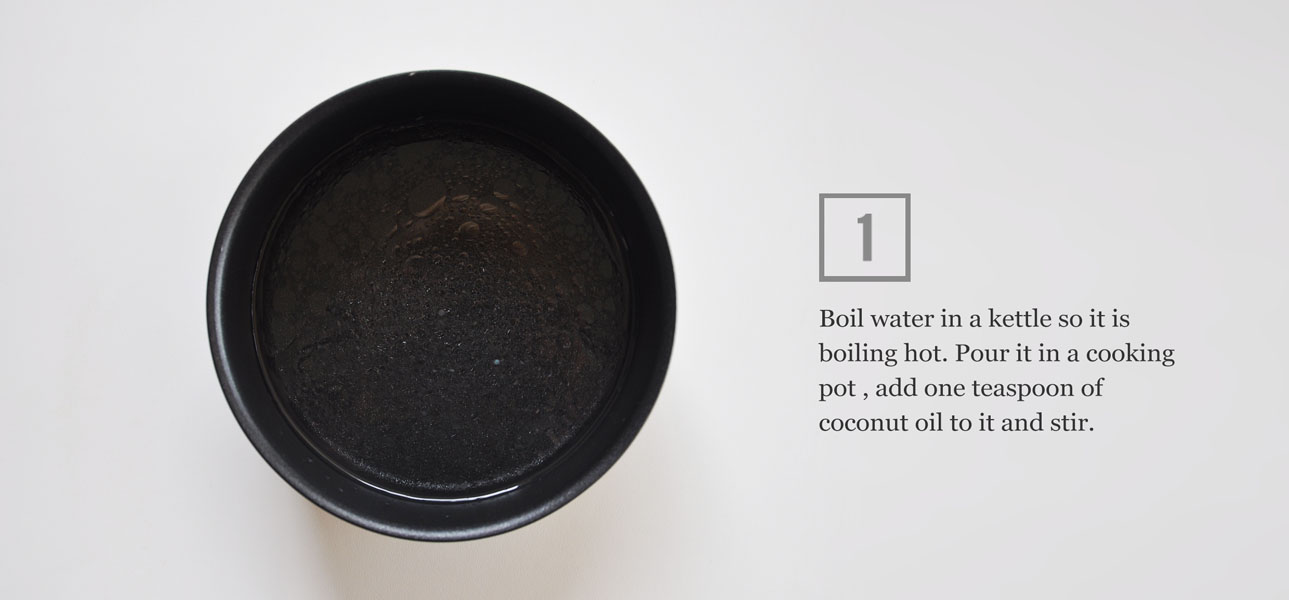 1
Boil water in a kettle so it is
boiling hot. Pour it in a cooking
pot , add one teaspoon of
coconut oil to it and stir.